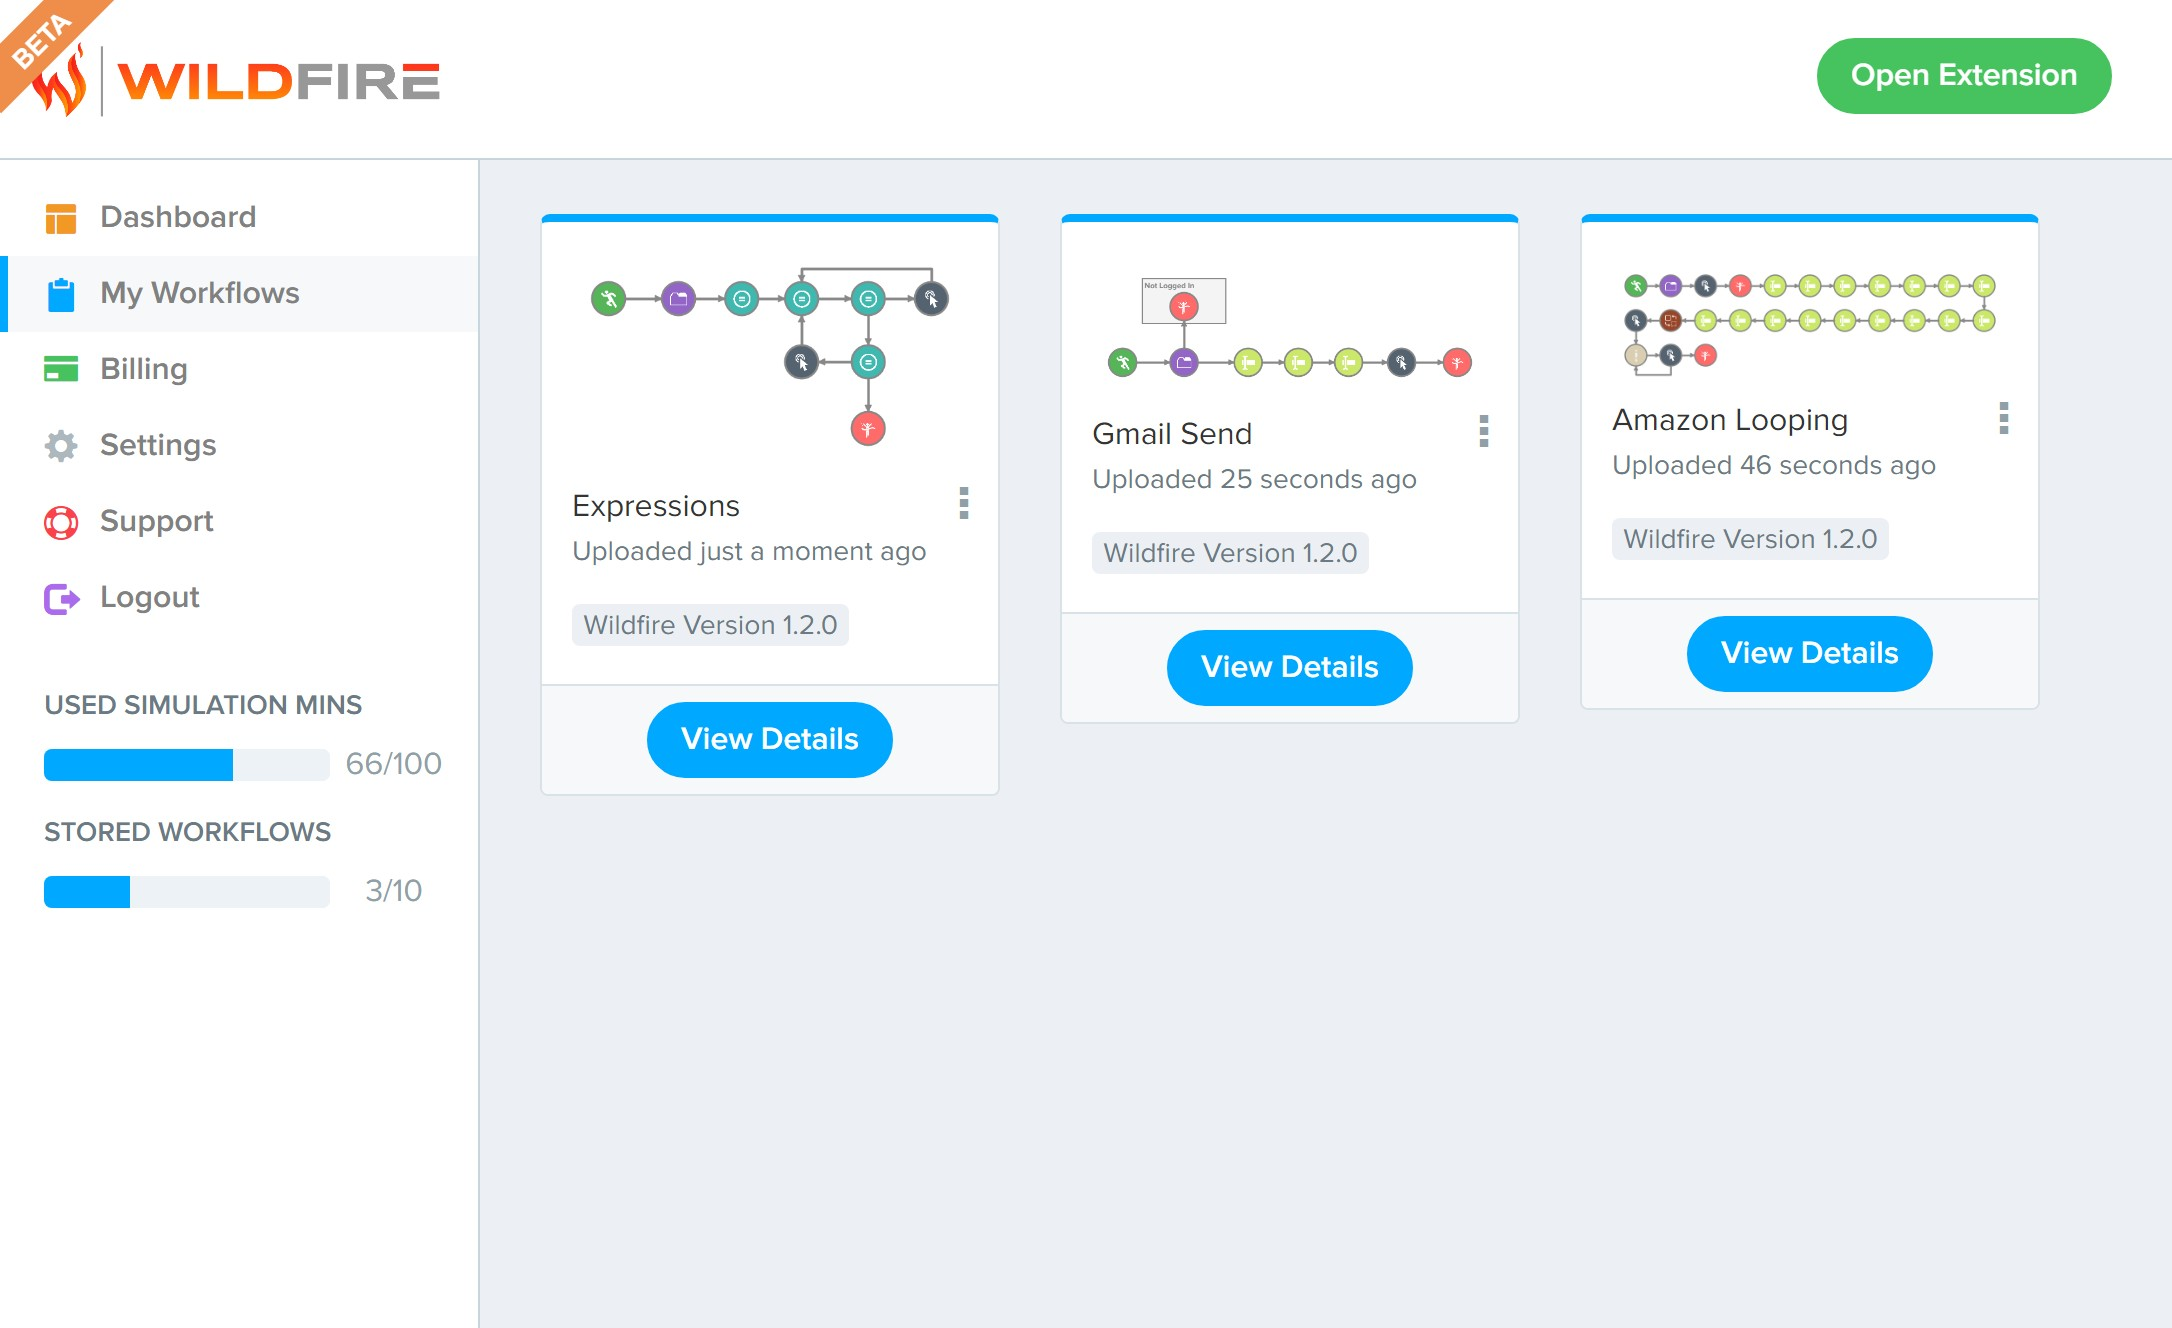 BETA
WILDFIRE
Open Extension
Dashboard
My Workflows
Billing
Settings
Support
Logout
USED SIMULATION MINS
66/100
STORED WORKFLOWS
3/10
Expressions
Uploaded just a moment ago
Wildfire Version 1.2.0
View Details
Not Logged In
Gmail Send
Uploaded 25 seconds ago
Wildfire Version 1.2.0
View Details
Amazon Looping
Uploaded 46 seconds ago
Wildfire Version 1.2.0
View Details